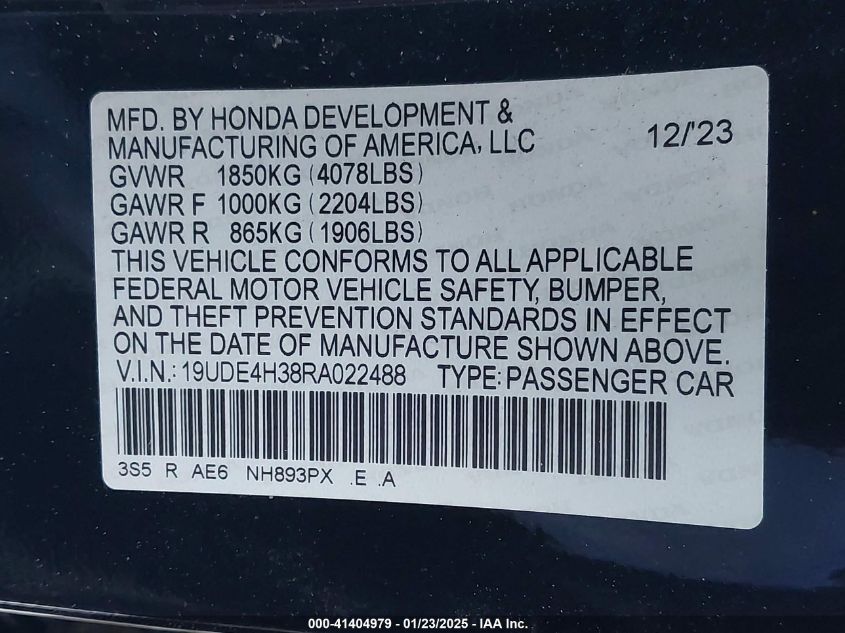 MFD. BY HONDA DEVELOPMENT &
MANUFACTURING OF AMERICA, LLC 12/'23
GVWR 1850KG (4078LBS)
GAWR F 1000KG (2204LBS)
GAWR R 865KG (1906LBS)
THIS VEHICLE CONFORMS TO ALL APPLICABLE
FEDERAL MOTOR VEHICLE SAFETY, BUMPER,
AND THEFT PREVENTION STANDARDS IN EFFECT
ON THE DATE OF MANUFACTURE SHOWN ABOVE.
V.I.N.: 19UDE4H38RA022488 TYPE: PASSENGER CAR
3S5 R AE6 NH893PX .E .A
000-41404979 - 01/23/2025 - IAA Inc.